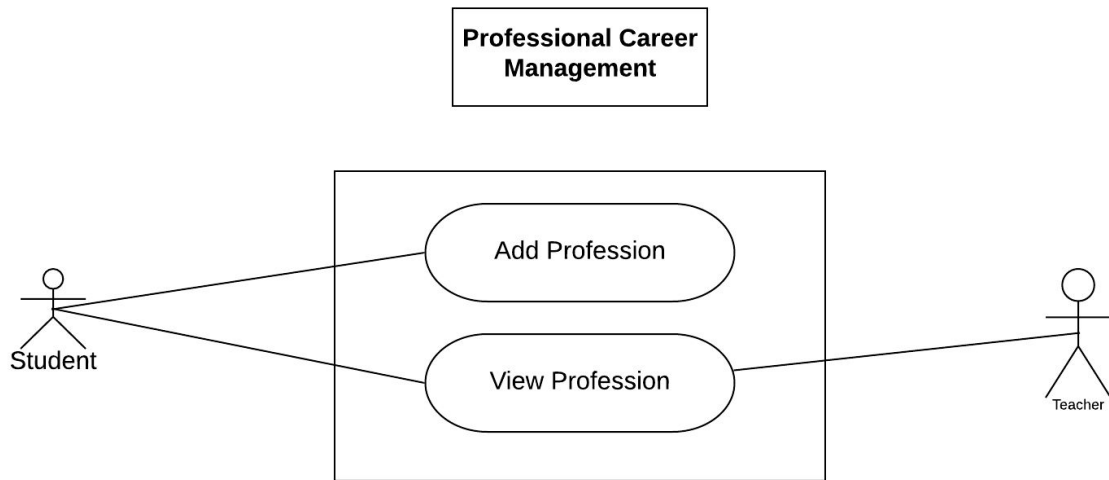 Professional Career
Management
Add Profession
Student
View Profession
Teacher